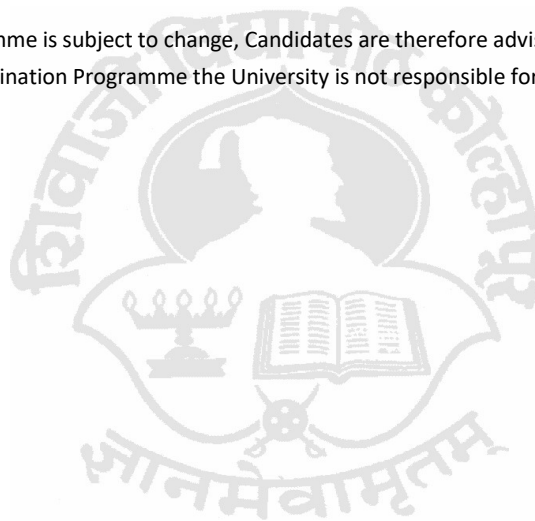 mme is subject to change, Candidates are therefore advis
ination Programme the University is not responsible for
शिवाजी विद्यापीठ कोल्हापूर
ज्ञानमेवामृतम्